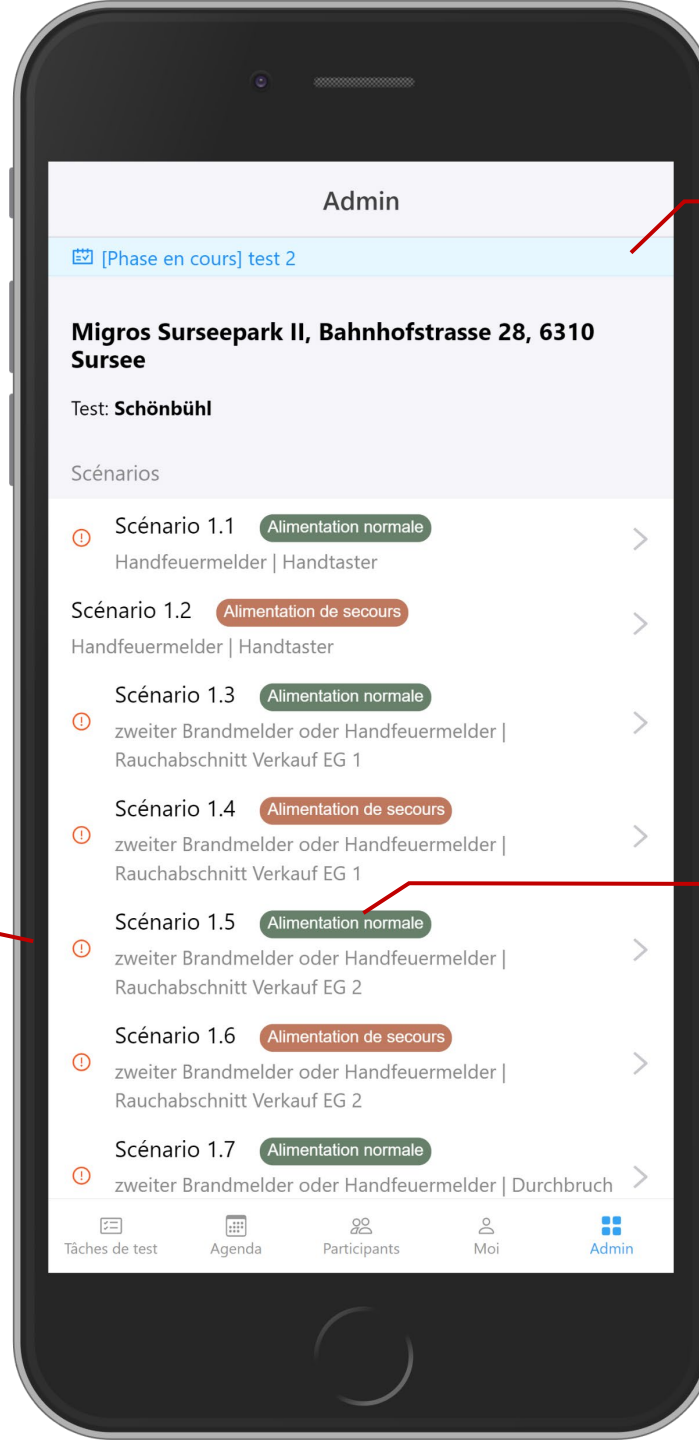 Admin
[Phase en cours] test 2
Migros Surseepark II, Bahnhofstrasse 28, 6310
Sursee
Test: Schönbühl
Scénarios
Scénario 1.1 Alimentation normale
Handfeuermelder | Handtaster
Scénario 1.2 Alimentation de secours
Handfeuermelder | Handtaster
Scénario 1.3 Alimentation normale
zweiter Brandmelder oder Handfeuermelder |
Rauchabschnitt Verkauf EG 1
Scénario 1.4 Alimentation de secours
zweiter Brandmelder oder Handfeuermelder |
Rauchabschnitt Verkauf EG 1
Scénario 1.5 Alimentation normale
zweiter Brandmelder oder Handfeuermelder |
Rauchabschnitt Verkauf EG 2
Scénario 1.6 Alimentation de secours
zweiter Brandmelder oder Handfeuermelder |
Rauchabschnitt Verkauf EG 2
Scénario 1.7 Alimentation normale
zweiter Brandmelder oder Handfeuermelder | Durchbruch
Tâches de test Agenda Participants Moi Admin